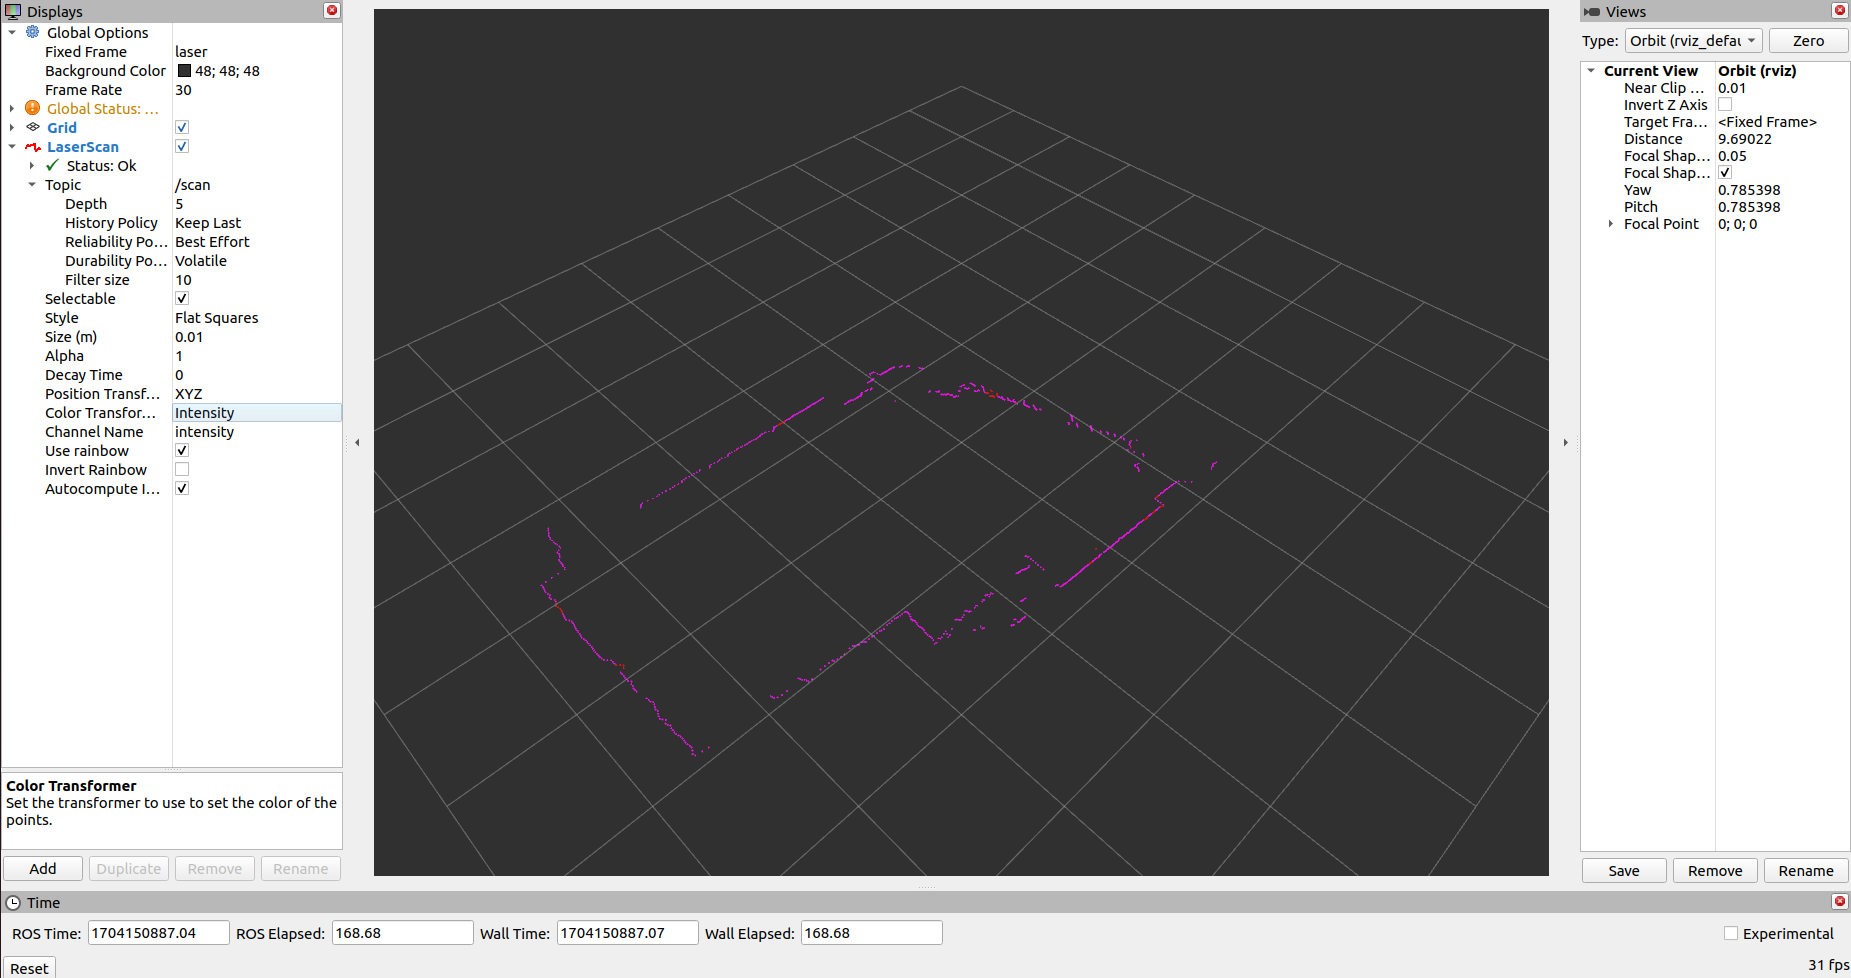 Displays
Global Options
Fixed Frame laser
Background Color 48; 48; 48
Frame Rate 30
Global Status: ...
Grid
LaserScan
Status: Ok
Topic /scan
Depth 5
History Policy Keep Last
Reliability Po... Best Effort
Durability Po... Volatile
Filter size 10
Selectable
Style Flat Squares
Size (m) 0.01
Alpha 1
Decay Time 0
Position Transf... XYZ
Color Transfor... Intensity
Channel Name intensity
Use rainbow
Invert Rainbow
Autocompute I...
Color Transformer
Set the transformer to use to set the color of the
points.
Add Duplicate Remove Rename
Views
Type: Orbit (rviz_defau Zero
Current View Orbit (rviz)
Near Clip ... 0.01
Invert Z Axis
Target Fra... <Fixed Frame>
Distance 9.69022
Focal Shap... 0.05
Focal Shap...
Yaw 0.785398
Pitch 0.785398
Focal Point 0; 0; 0
Save Remove Rename
Time
ROS Time: 1704150887.04 ROS Elapsed: 168.68 Wall Time: 1704150887.07 Wall Elapsed: 168.68 Experimental
Reset 31 fps